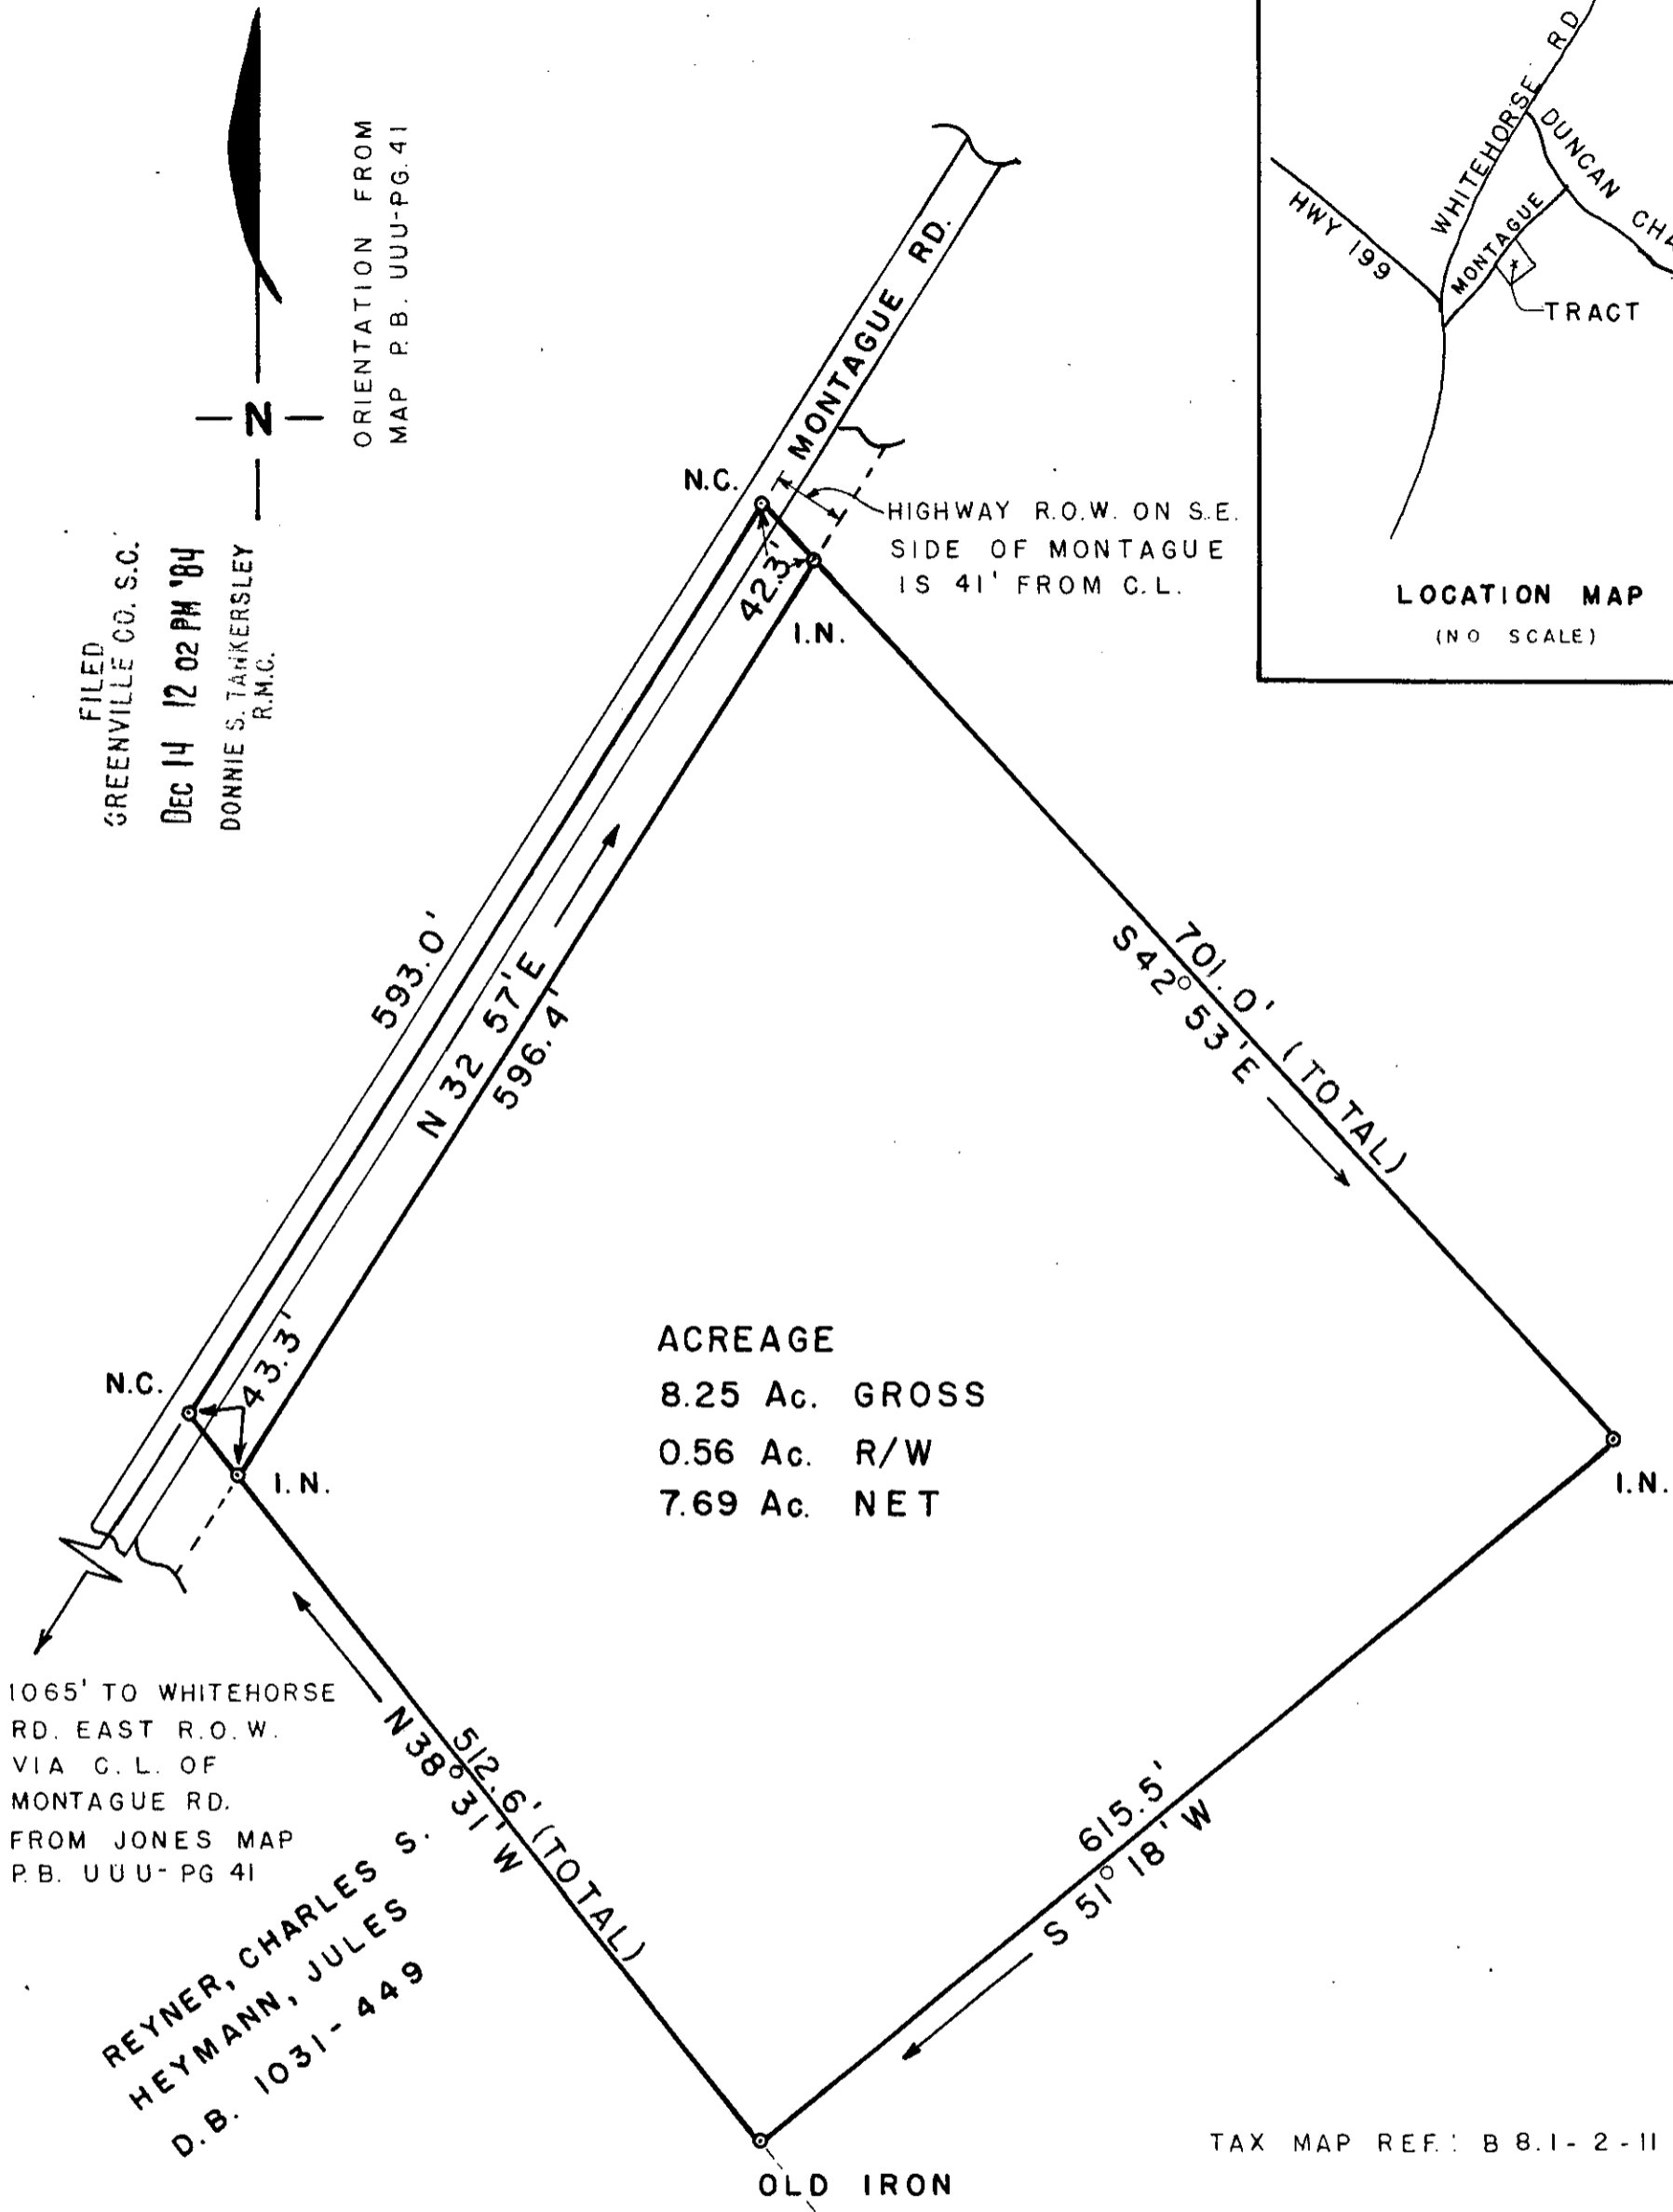 ORIENTATION FROM
MAP P.B. UUU-PG. 41
N
FILED
GREENVILLE CO. S.C.
DEC 14 12 02 PM '84
DONNIE S. TANKERSLEY
R.M.C.
WHITEHORSE RD
DUNCAN
HWY 199
MONTAGUE
TRACT
LOCATION MAP
(NO SCALE)
MONTAGUE RD.
N.C.
HIGHWAY R.O.W. ON S.E.
SIDE OF MONTAGUE
IS 41' FROM C.L.
42.3'
I.N.
593.0'
N 32 57'E
596.4'
701.0' (TOTAL)
S 42° 53'E
N.C.
43.3'
I.N.
ACREAGE
8.25 Ac. GROSS
0.56 Ac. R/W
7.69 Ac. NET
I.N.
1065' TO WHITEHORSE
RD. EAST R.O.W.
VIA C.L. OF
MONTAGUE RD.
FROM JONES MAP
P.B. UUU- PG 41
512.6' (TOTAL)
N 38° 31' W
615.5'
S 51° 18' W
REYNER, CHARLES S.
HEYMANN, JULES
D.B. 1031 - 449
TAX MAP REF.: B 8.1 - 2 - 11
OLD IRON